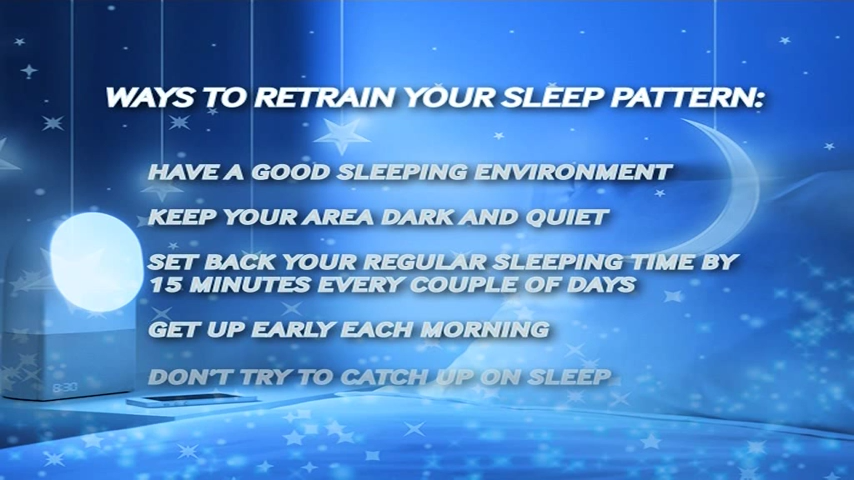 WAYS TO RETRAIN YOUR SLEEP PATTERN:
HAVE A GOOD SLEEPING ENVIRONMENT
KEEP YOUR AREA DARK AND QUIET
SET BACK YOUR REGULAR SLEEPING TIME BY
15 MINUTES EVERY COUPLE OF DAYS
GET UP EARLY EACH MORNING
DON'T TRY TO CATCH UP ON SLEEP
8:30